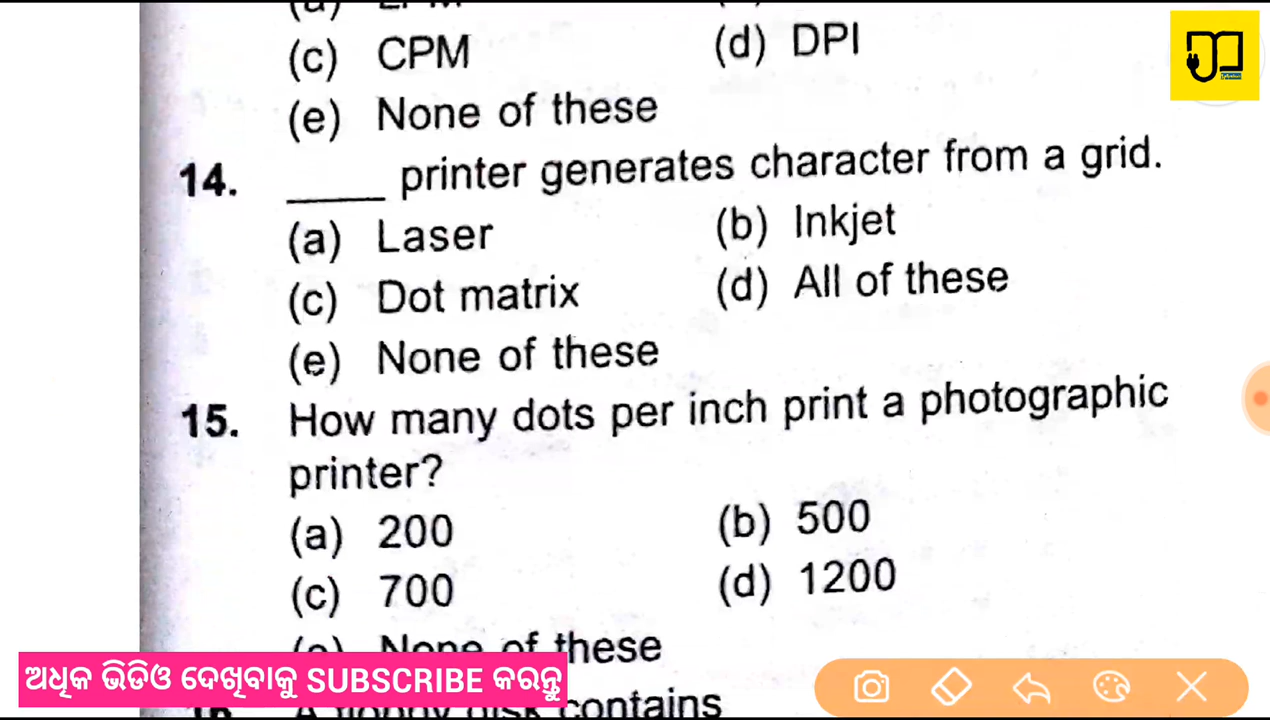 (c) CPM (d) DPI
(e) None of these
14. _____ printer generates character from a grid.
(a) Laser (b) Inkjet
(c) Dot matrix (d) All of these
(e) None of these
15. How many dots per inch print a photographic
printer?
(a) 200 (b) 500
(c) 700 (d) 1200
(e) None of these
ଅଧିକ ଭିଡିଓ ଦେଖିବାକୁ SUBSCRIBE କରନ୍ତୁ
A floppy disk contains